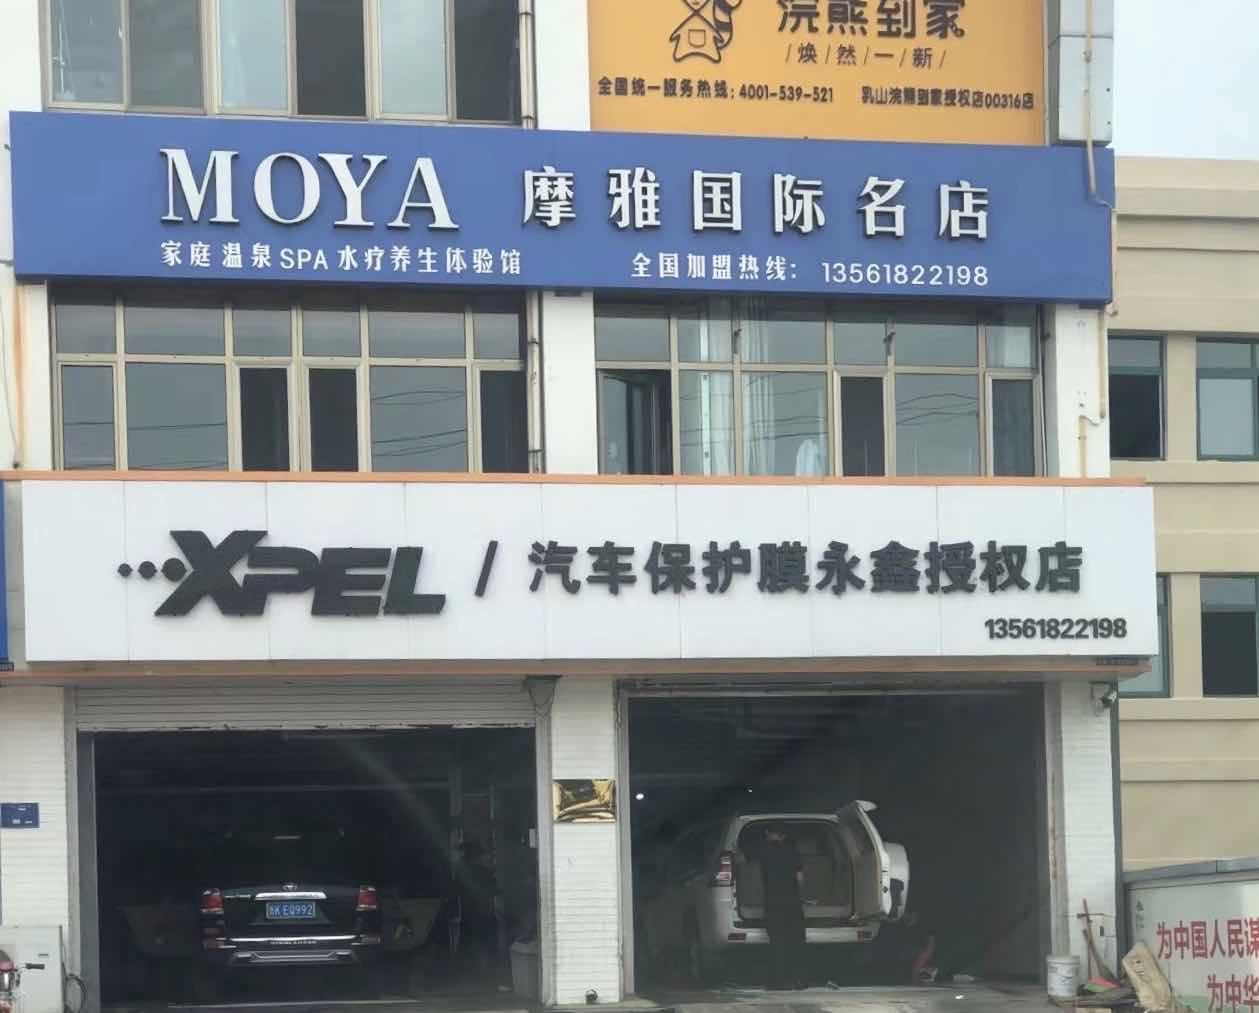 浣熊到家
/焕/然/一/新/
全国统一服务热线:4001-539-521 乳山浣熊到家授权店00316店
MOYA 摩雅国际名店
家庭温泉SPA水疗养生体验馆 全国加盟热线: 13561822198
XPEL / 汽车保护膜永鑫授权店
13561822198
KEQ992
为中国人民谋
为中华